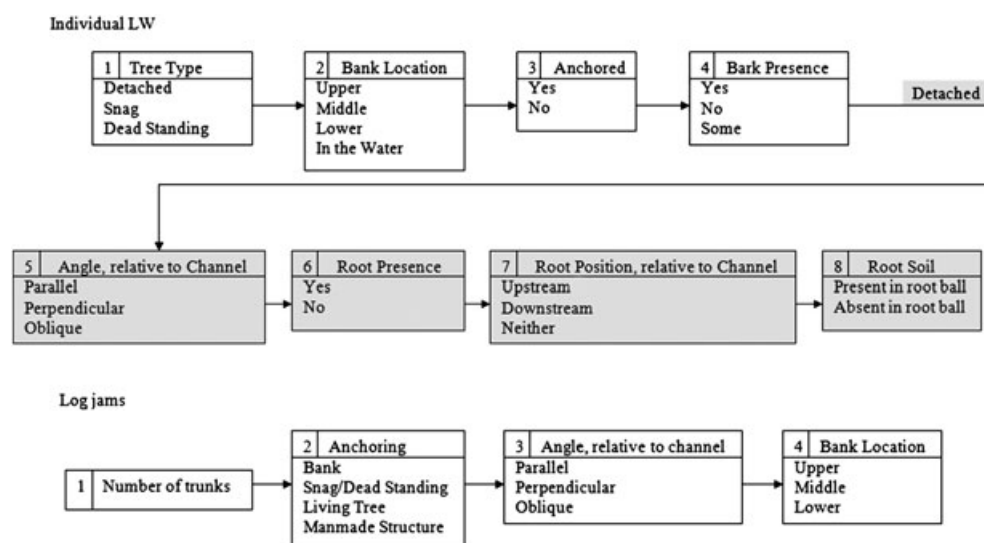 Individual LW
1 Tree Type
Detached
Snag
Dead Standing
2 Bank Location
Upper
Middle
Lower
In the Water
3 Anchored
Yes
No
4 Bark Presence
Yes
No
Some
Detached
5 Angle, relative to Channel
Parallel
Perpendicular
Oblique
6 Root Presence
Yes
No
7 Root Position, relative to Channel
Upstream
Downstream
Neither
8 Root Soil
Present in root ball
Absent in root ball
Log jams
1 Number of trunks
2 Anchoring
Bank
Snag/Dead Standing
Living Tree
Manmade Structure
3 Angle, relative to channel
Parallel
Perpendicular
Oblique
4 Bank Location
Upper
Middle
Lower